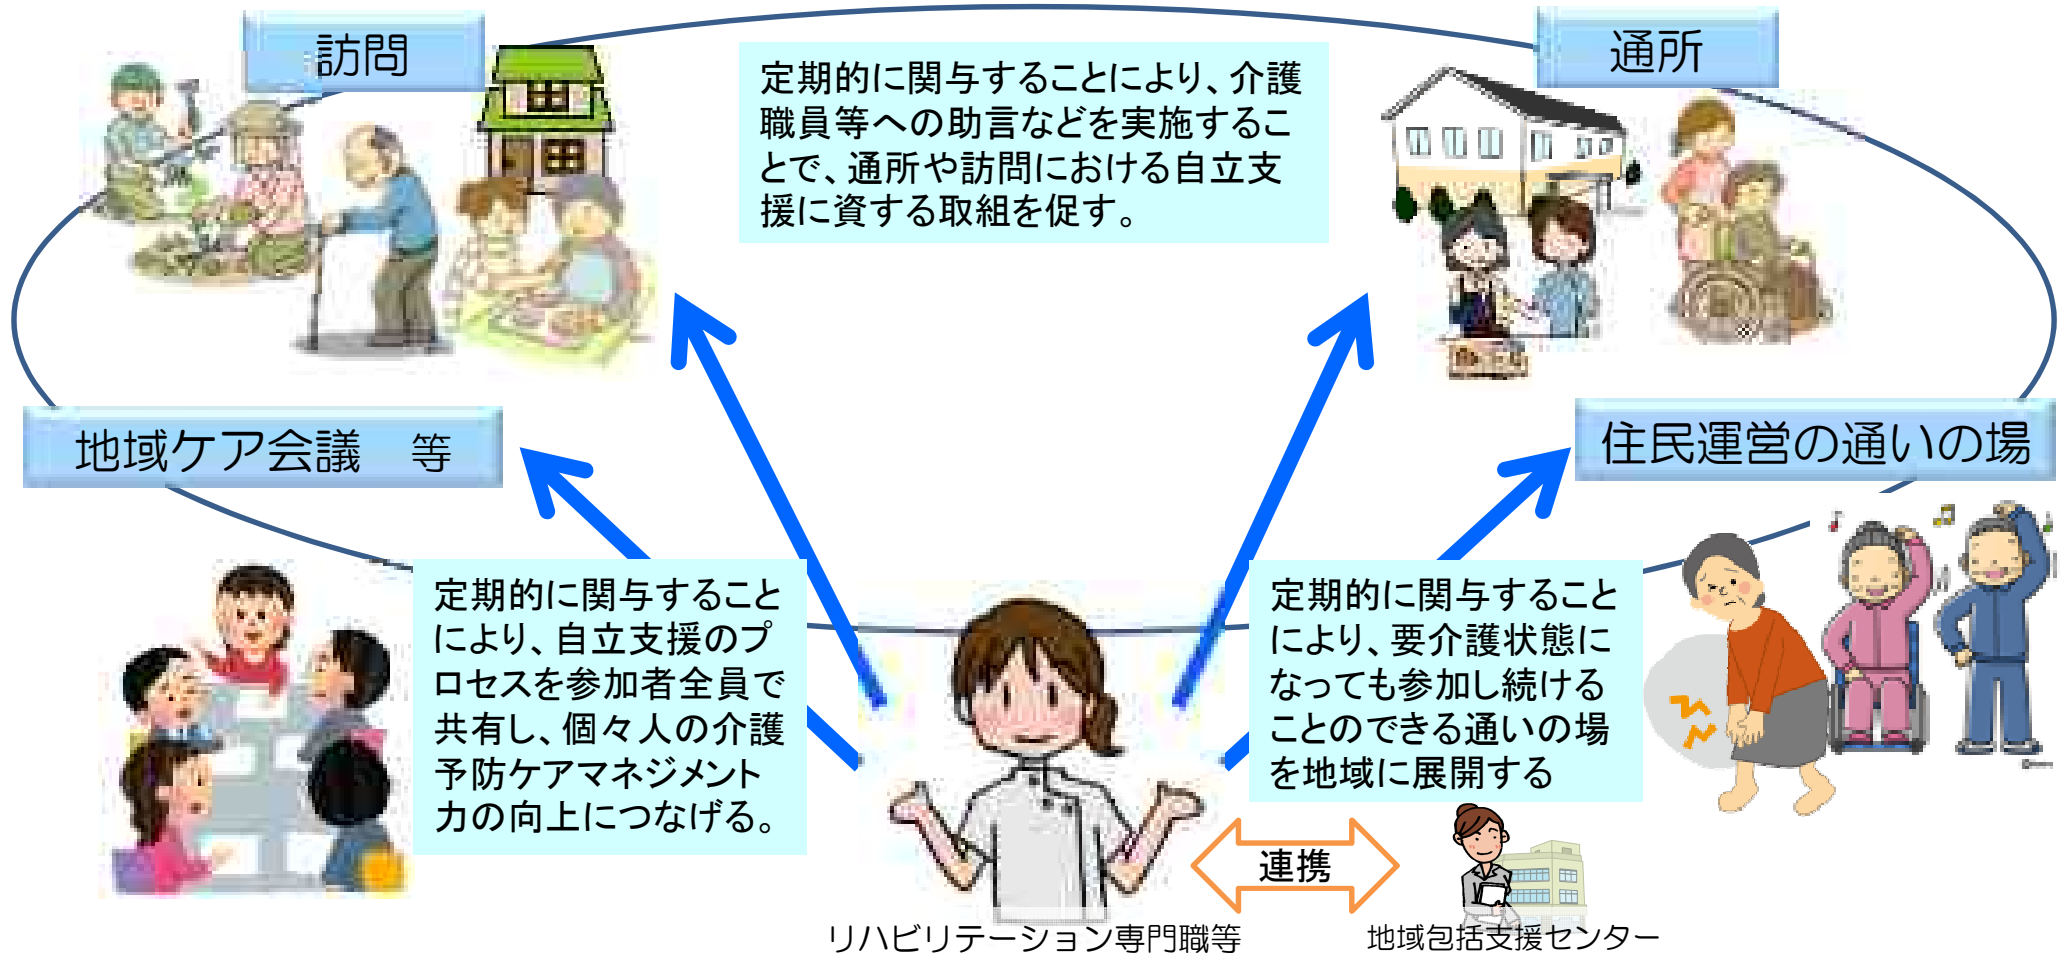 訪問
通所
定期的に関与することにより、介護
職員等への助言などを実施するこ
とで、通所や訪問における自立支
援に資する取組を促す。
地域ケア会議　等
住民運営の通いの場
定期的に関与すること
により、自立支援のプ
ロセスを参加者全員で
共有し、個々人の介護
予防ケアマネジメント
力の向上につなげる。
定期的に関与すること
により、要介護状態に
なっても参加し続ける
ことのできる通いの場
を地域に展開する
連携
リハビリテーション専門職等
地域包括支援センター